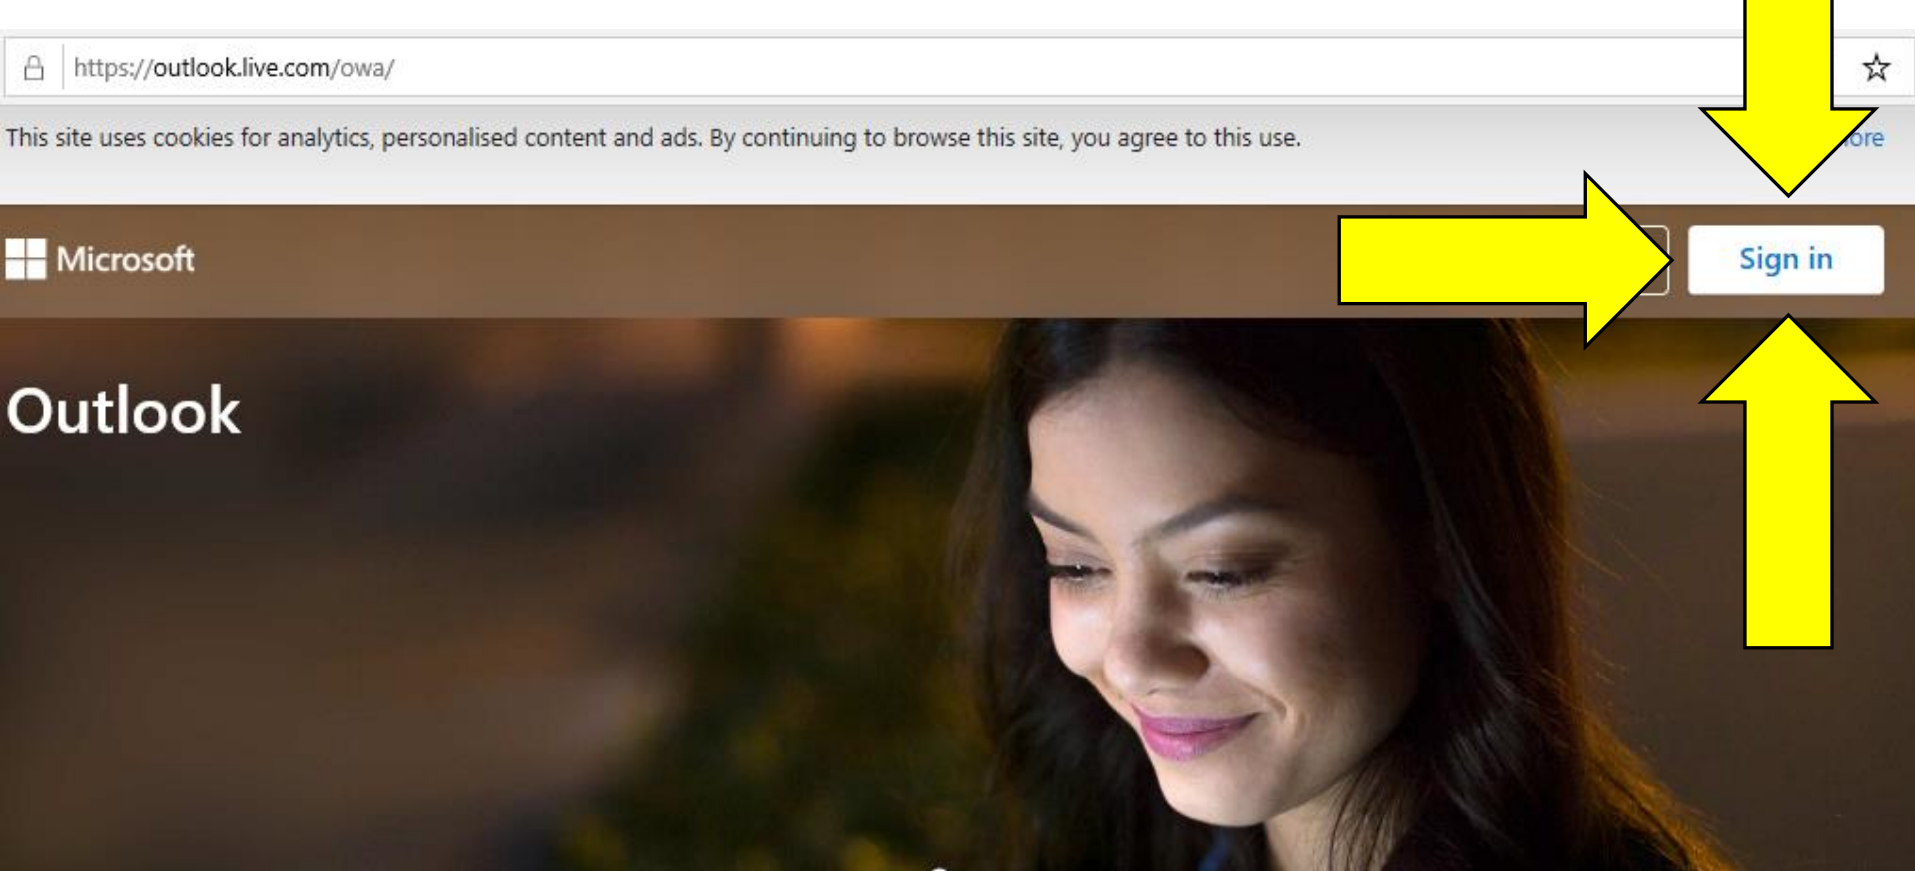 https://outlook.live.com/owa/
This site uses cookies for analytics, personalised content and ads. By continuing to browse this site, you agree to this use.
Microsoft
Sign in
Outlook